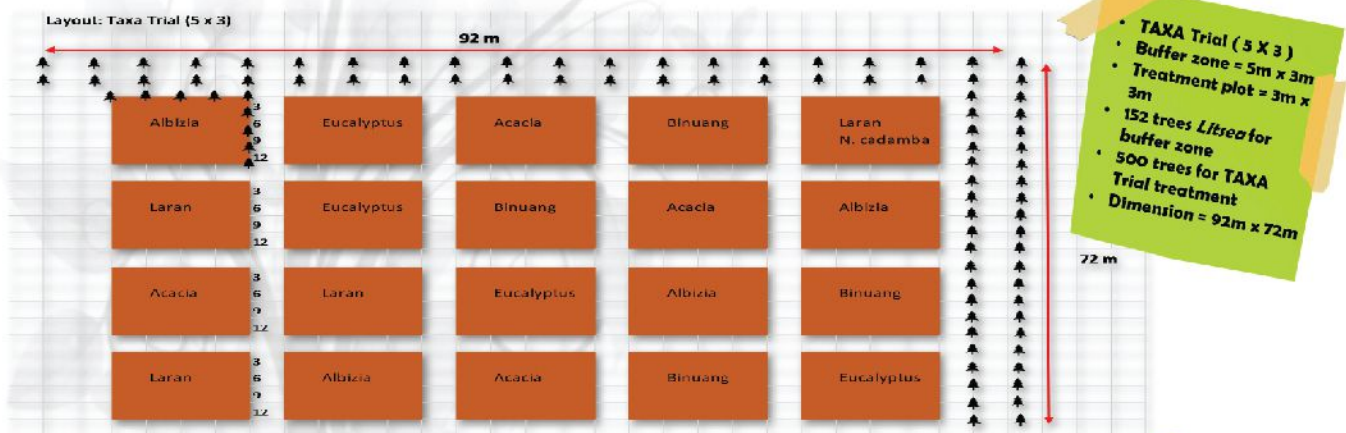 Layout: Taxa Trial (5 x 3)
92 m
• TAXA Trial ( 5 X 3 )
• Buffer zone = 5m x 3m
• Treatment plot = 3m x
3m
• 152 trees Litsea for
buffer zone
• 500 trees for TAXA
Trial treatment
• Dimension = 92m x 72m
Albizia
3
6
9
12
Eucalyptus
Acacia
Binuang
Laran
N. cadamba
Laran
3
6
9
12
Eucalyptus
Binuang
Acacia
Albizia
72 m
Acacia
3
6
9
12
Laran
Eucalyptus
Albizia
Binuang
Laran
3
6
9
12
Albizia
Acacia
Binuang
Eucalyptus